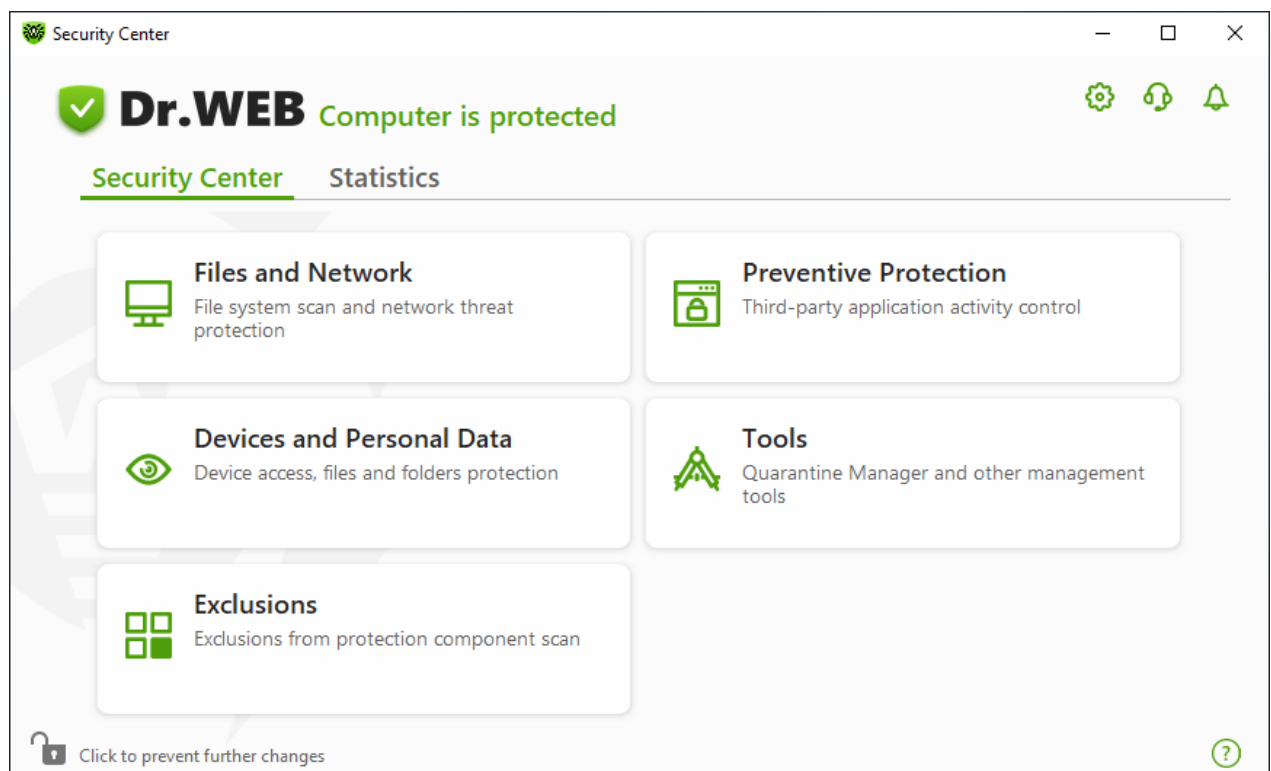 Security Center
Dr.WEB Computer is protected
Security Center Statistics
Files and Network
File system scan and network threat
protection
Preventive Protection
Third-party application activity control
Devices and Personal Data
Device access, files and folders protection
Tools
Quarantine Manager and other management
tools
Exclusions
Exclusions from protection component scan
Click to prevent further changes
?